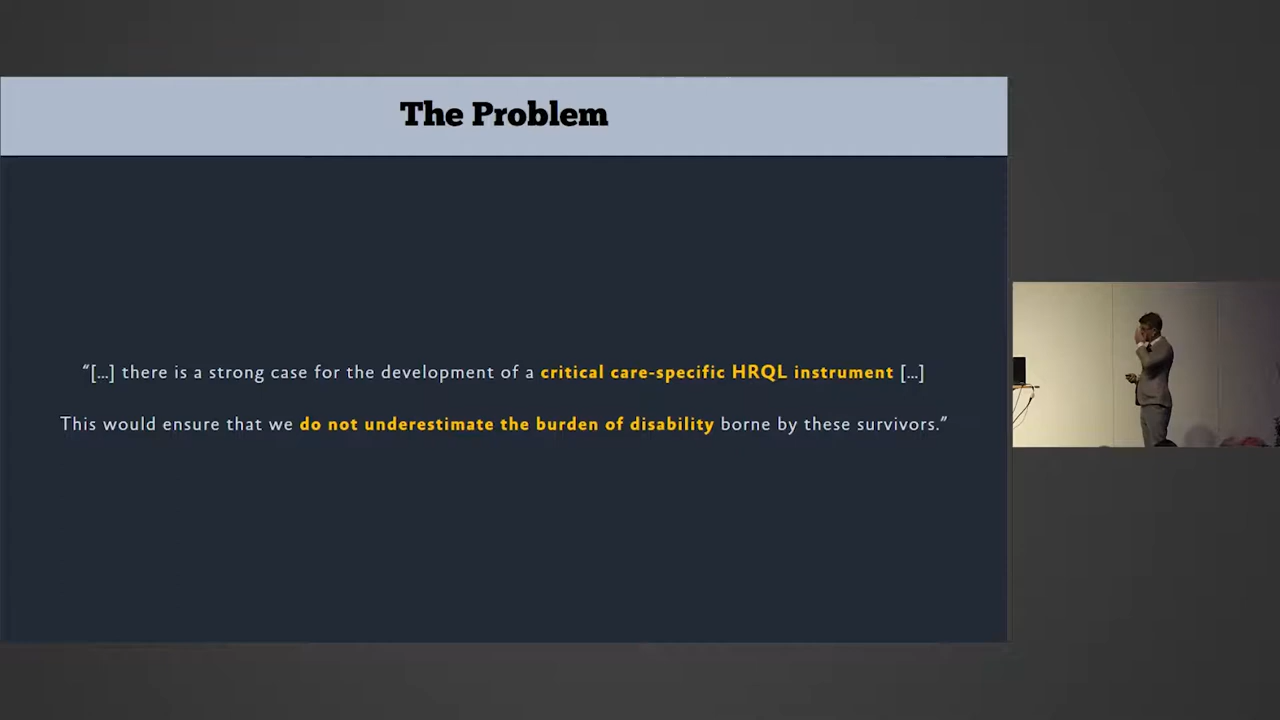 The Problem
“[...] there is a strong case for the development of a critical care-specific HRQL instrument [...]
This would ensure that we do not underestimate the burden of disability borne by these survivors.”